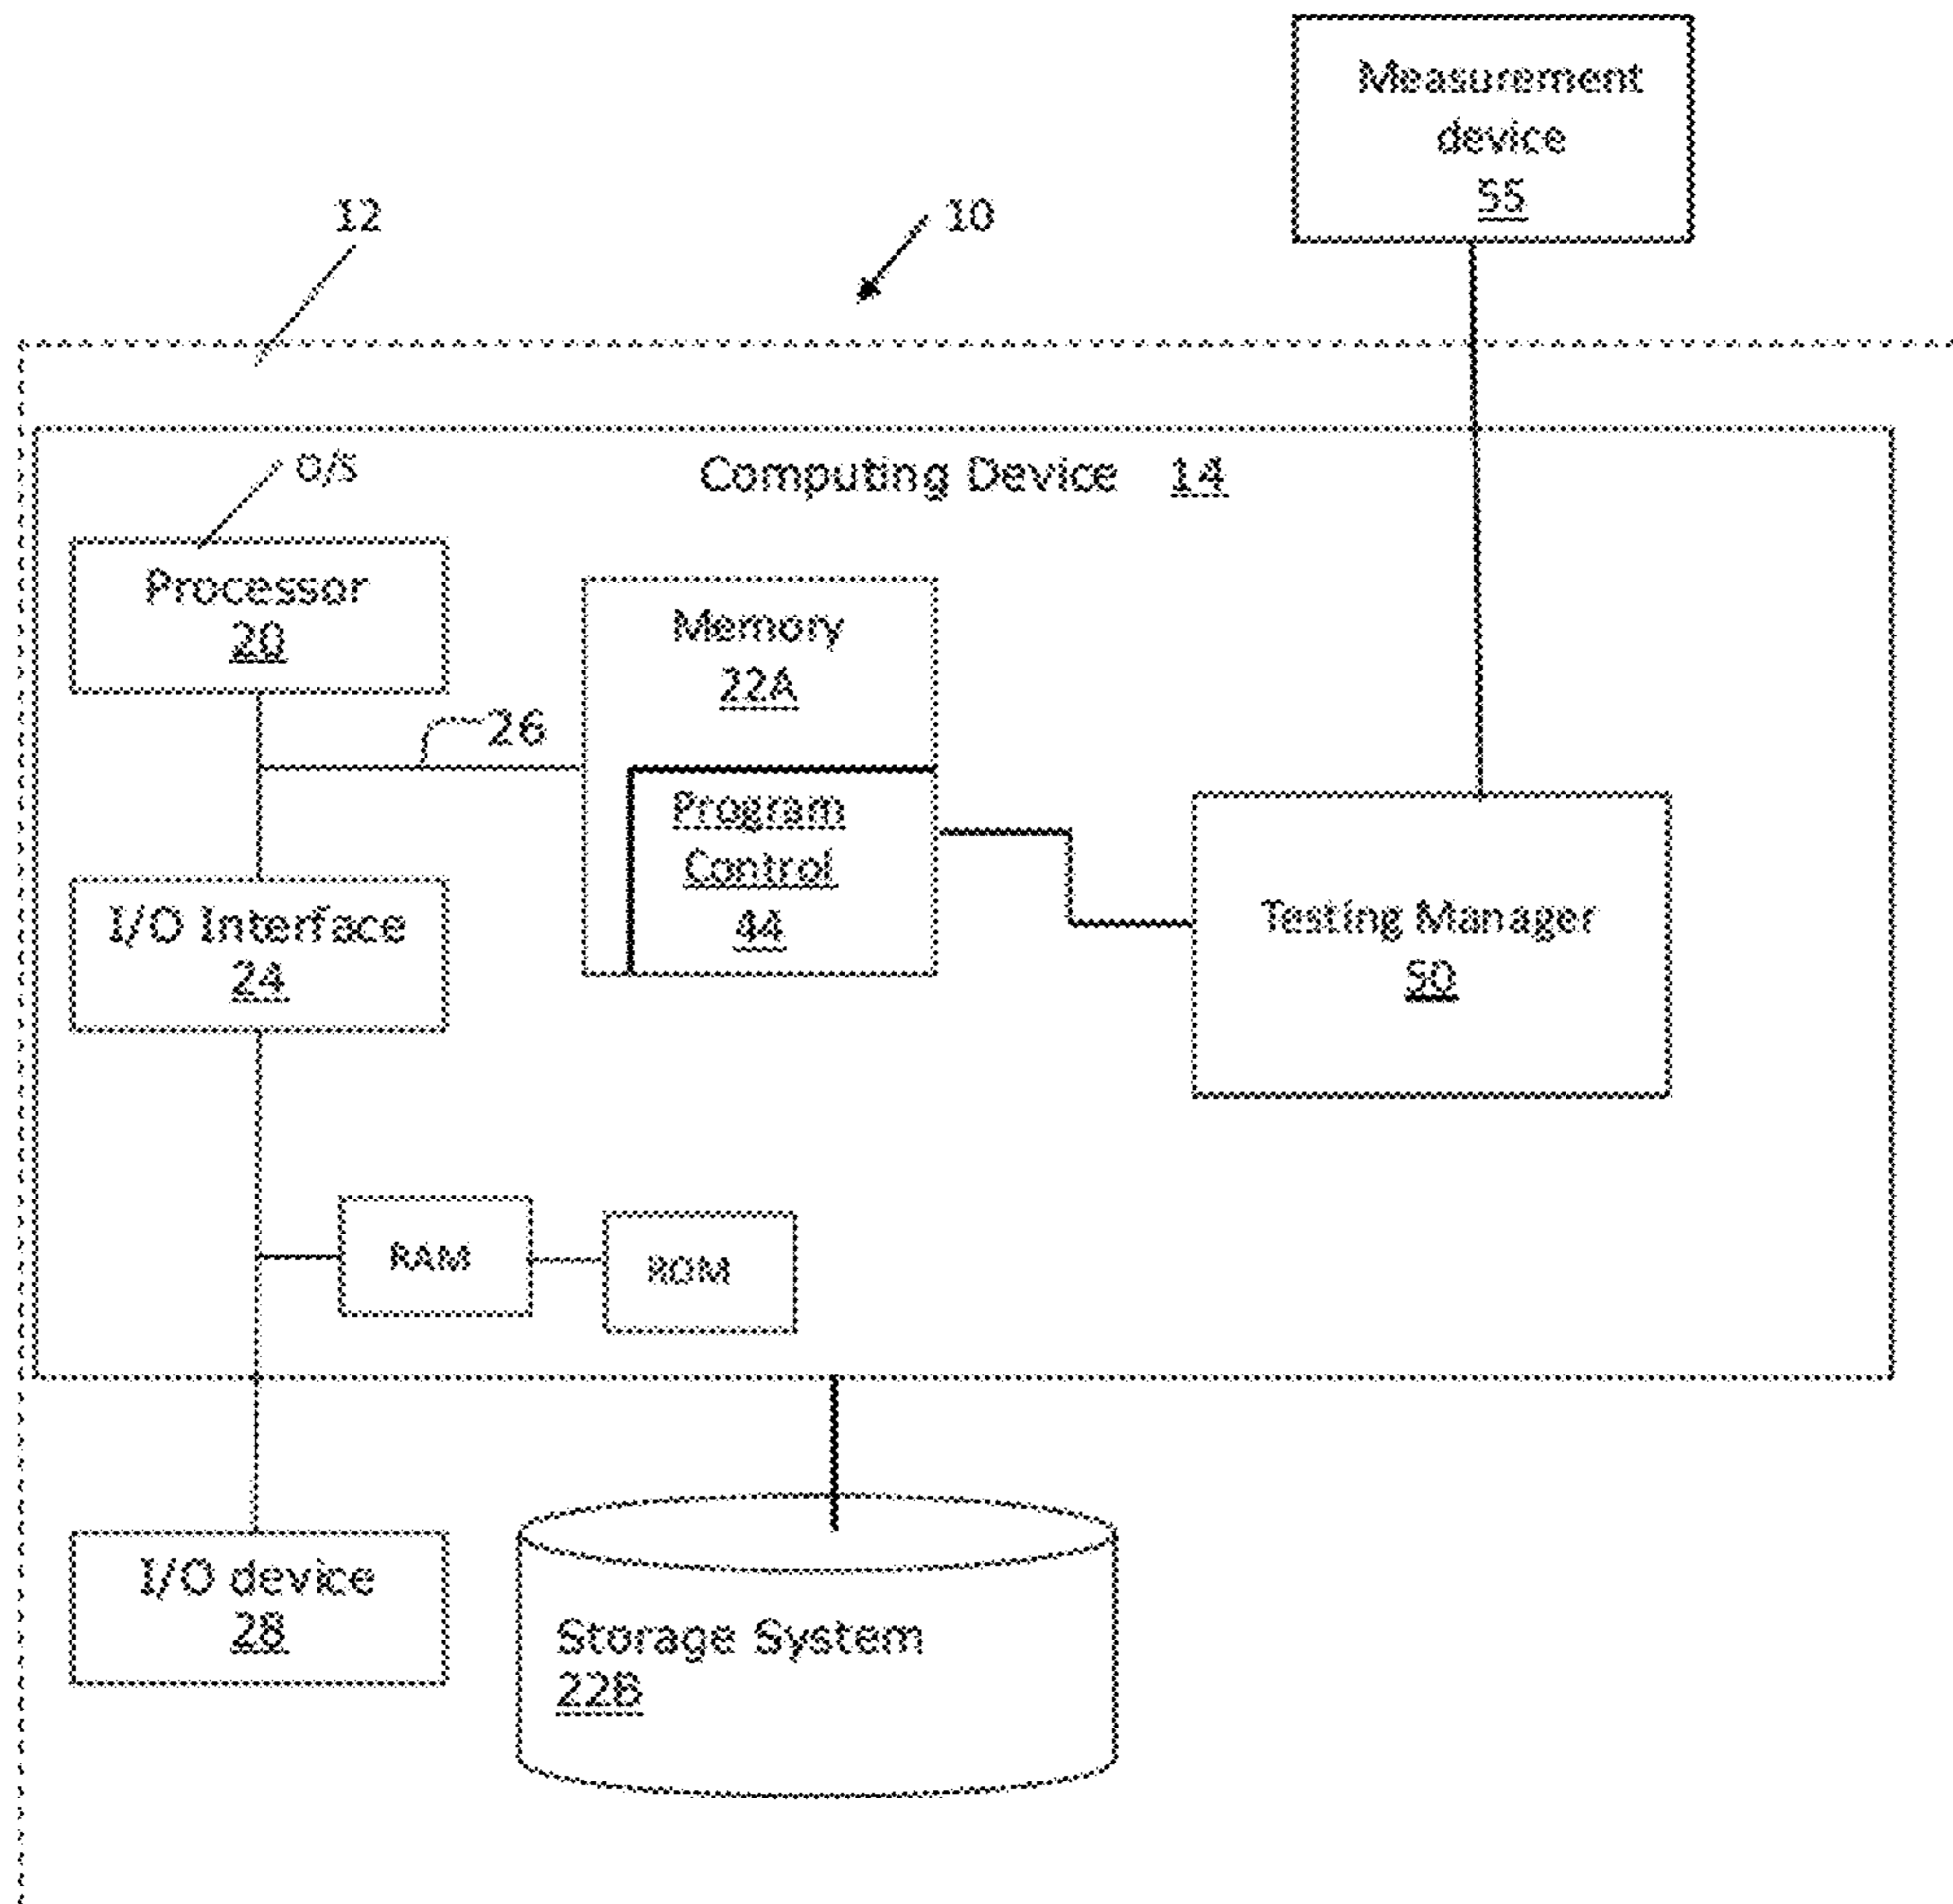 Measurement
device
55
12
10
O/S
Computing Device 14
Processor
20
Memory
22A
26
Program
Control
44
I/O Interface
24
Testing Manager
50
RAM
ROM
I/O device
28
Storage System
22B